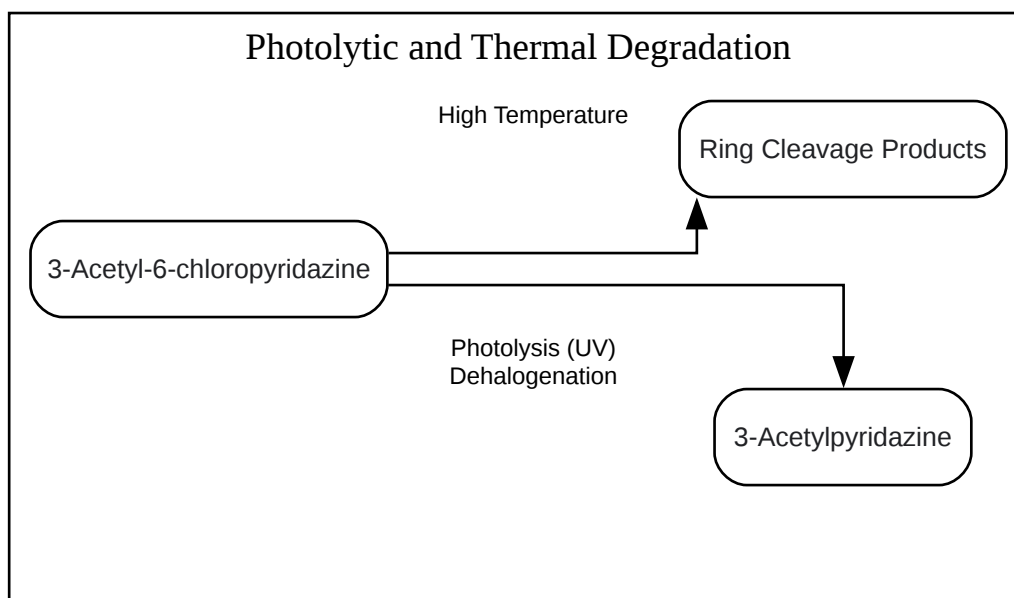 Photolytic and Thermal Degradation
High Temperature
Ring Cleavage Products
3-Acetyl-6-chloropyridazine
Photolysis (UV)
Dehalogenation
3-Acetylpyridazine